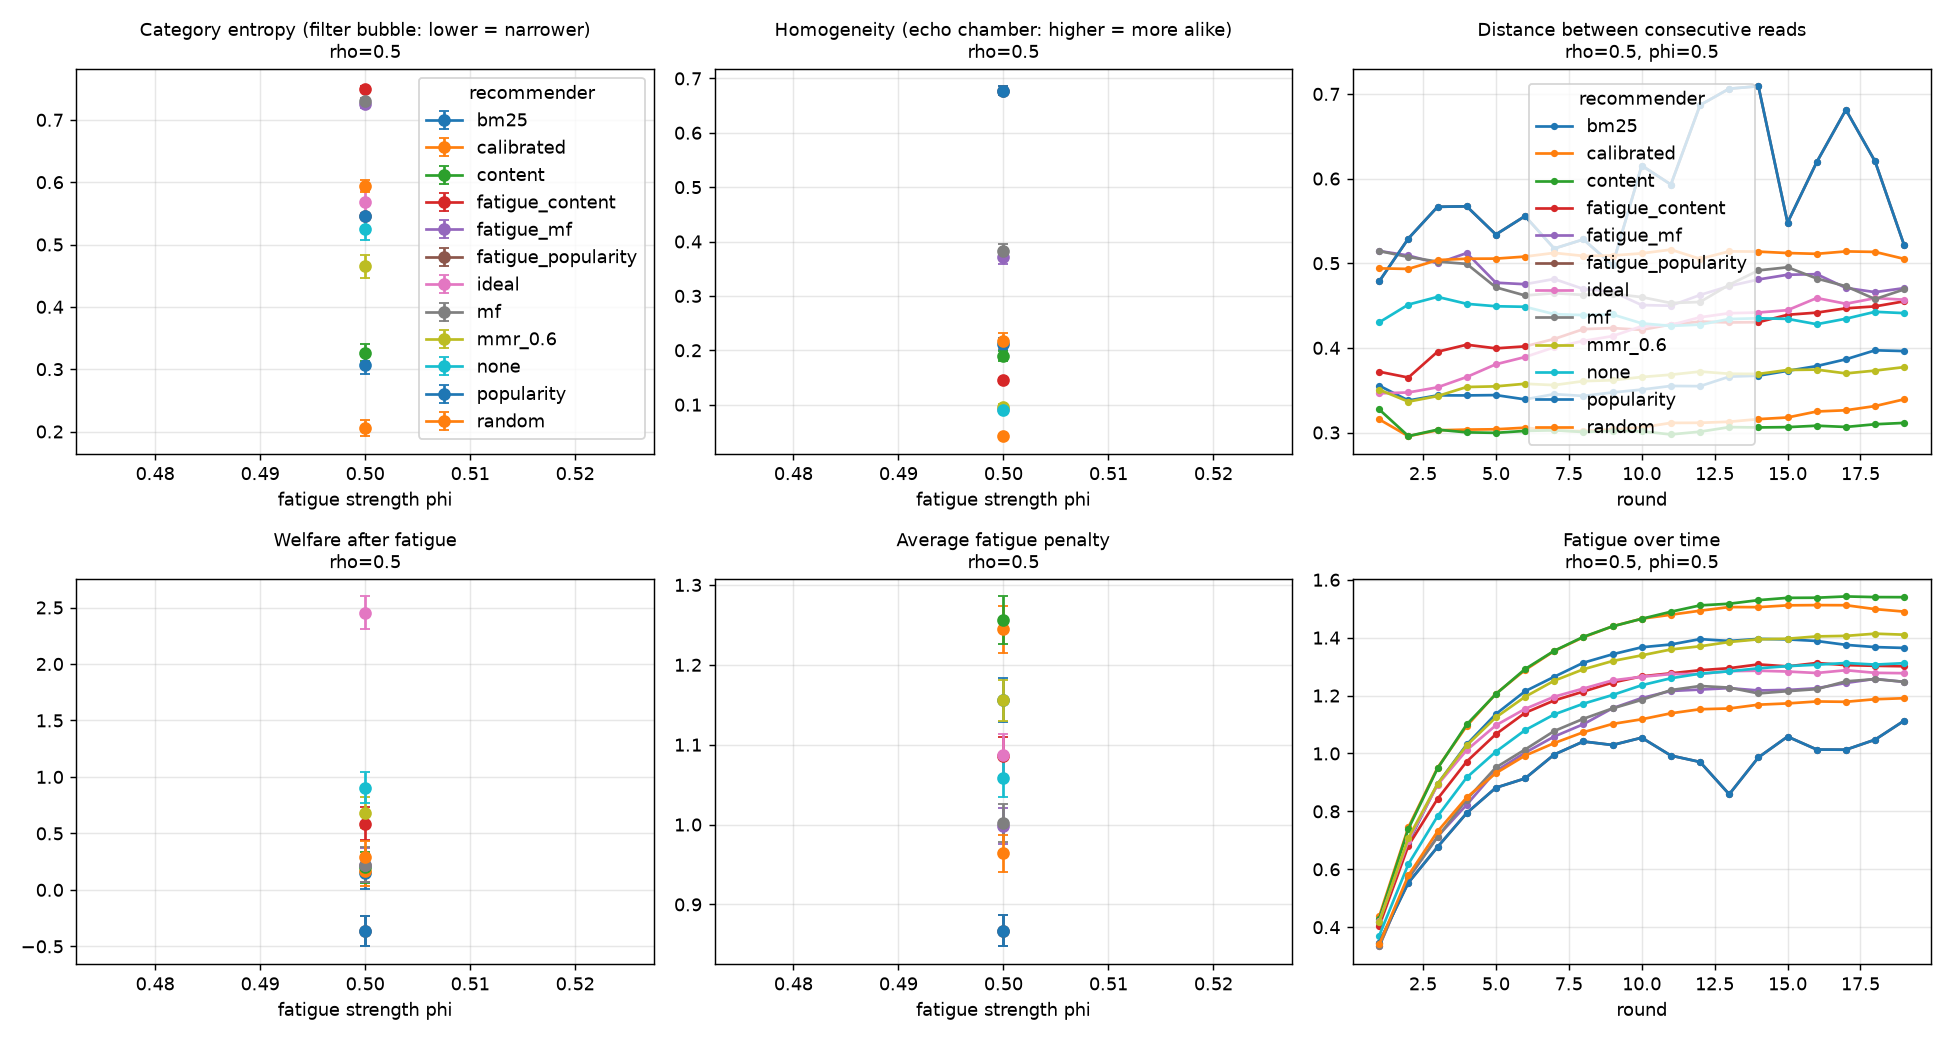 Category entropy (filter bubble: lower = narrower)
rho=0.5
0.7
0.6
0.5
0.4
0.3
0.2
recommender
bm25
calibrated
content
fatigue_content
fatigue_mf
fatigue_popularity
ideal
mf
mmr_0.6
none
popularity
random
0.48
0.49
0.50
0.51
0.52
fatigue strength phi
Homogeneity (echo chamber: higher = more alike)
rho=0.5
0.7
0.6
0.5
0.4
0.3
0.2
0.1
0.48
0.49
0.50
0.51
0.52
fatigue strength phi
Distance between consecutive reads
rho=0.5, phi=0.5
0.7
0.6
0.5
0.4
0.3
recommender
bm25
calibrated
content
fatigue_content
fatigue_mf
fatigue_popularity
ideal
mf
mmr_0.6
none
popularity
random
2.5
5.0
7.5
10.0
12.5
15.0
17.5
round
Welfare after fatigue
rho=0.5
2.5
2.0
1.5
1.0
0.5
0.0
−0.5
0.48
0.49
0.50
0.51
0.52
fatigue strength phi
Average fatigue penalty
rho=0.5
1.3
1.2
1.1
1.0
0.9
0.48
0.49
0.50
0.51
0.52
fatigue strength phi
Fatigue over time
rho=0.5, phi=0.5
1.6
1.4
1.2
1.0
0.8
0.6
0.4
2.5
5.0
7.5
10.0
12.5
15.0
17.5
round